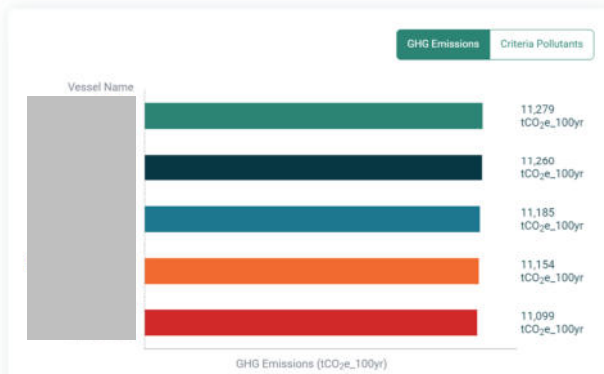 GHG Emissions Criteria Pollutants
Vessel Name
11,279
tCO₂e_100yr
11,260
tCO₂e_100yr
11,185
tCO₂e_100yr
11,154
tCO₂e_100yr
11,099
tCO₂e_100yr
GHG Emissions (tCO₂e_100yr)